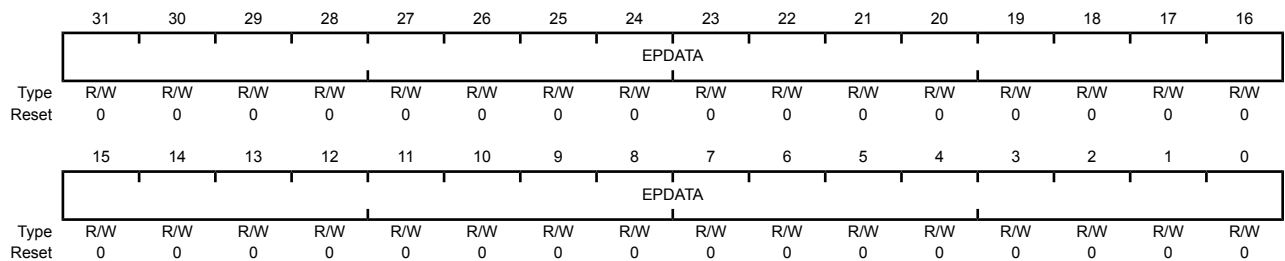 31 30 29 28 27 26 25 24 23 22 21 20 19 18 17 16
EPDATA
Type R/W R/W R/W R/W R/W R/W R/W R/W R/W R/W R/W R/W R/W R/W R/W R/W
Reset 0 0 0 0 0 0 0 0 0 0 0 0 0 0 0 0
15 14 13 12 11 10 9 8 7 6 5 4 3 2 1 0
EPDATA
Type R/W R/W R/W R/W R/W R/W R/W R/W R/W R/W R/W R/W R/W R/W R/W R/W
Reset 0 0 0 0 0 0 0 0 0 0 0 0 0 0 0 0